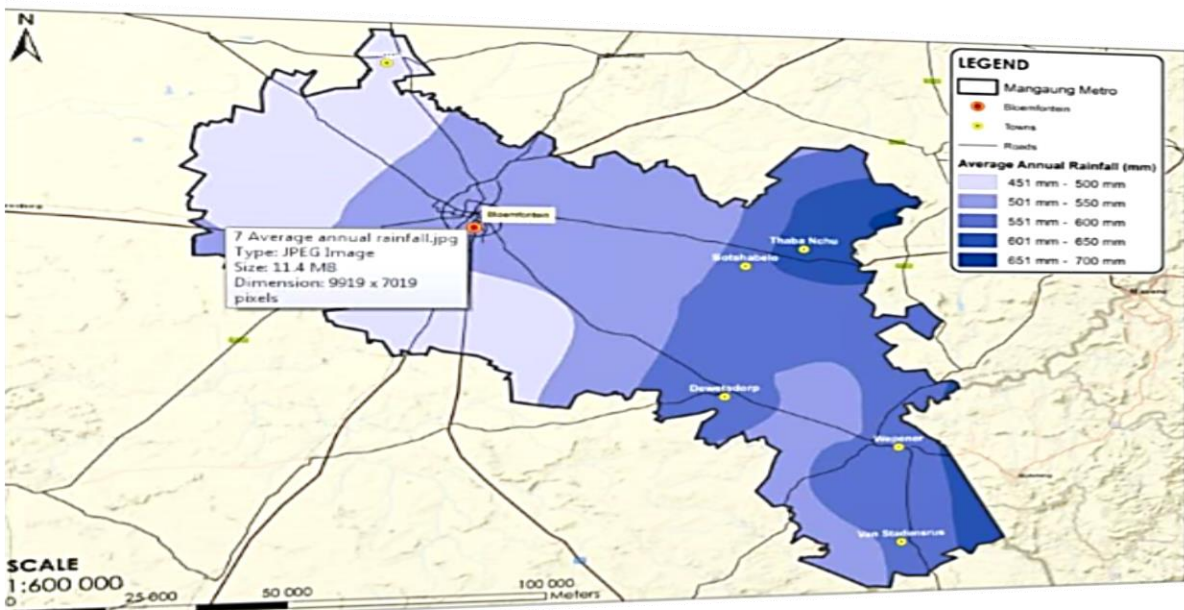 N
LEGEND
Mangaung Metro
Bloemfontein
Towns
Roads
Average Annual Rainfall (mm)
451 mm - 500 mm
501 mm - 550 mm
551 mm - 600 mm
601 mm - 650 mm
651 mm - 700 mm
Bloemfontein
Thaba Nchu
Botshabelo
7 Average annual rainfall.jpg
Type: JPEG Image
Size: 11.4 MB
Dimension: 9919 x 7019
pixels
Dewetsdorp
Wepener
Van Stadensrus
SCALE
1:600 000
0
50 000
100 000
Meters